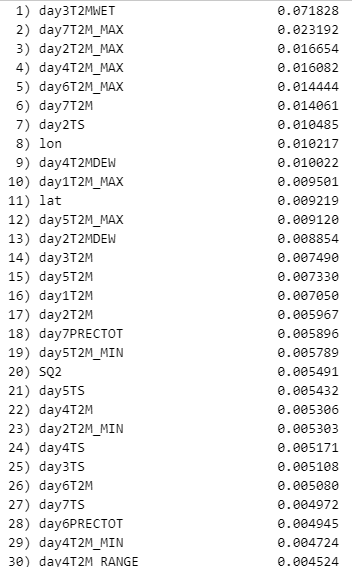 1) day3T2MWET 0.071828
2) day7T2M_MAX 0.023192
3) day2T2M_MAX 0.016654
4) day4T2M_MAX 0.016082
5) day6T2M_MAX 0.014444
6) day7T2M 0.014061
7) day2TS 0.010485
8) lon 0.010217
9) day4T2MDEW 0.010022
10) day1T2M_MAX 0.009501
11) lat 0.009219
12) day5T2M_MAX 0.009120
13) day2T2MDEW 0.008854
14) day3T2M 0.007490
15) day5T2M 0.007330
16) day1T2M 0.007050
17) day2T2M 0.005967
18) day7PRECTOT 0.005896
19) day5T2M_MIN 0.005789
20) SQ2 0.005491
21) day5TS 0.005432
22) day4T2M 0.005306
23) day2T2M_MIN 0.005303
24) day4TS 0.005171
25) day3TS 0.005108
26) day6T2M 0.005080
27) day7TS 0.004972
28) day6PRECTOT 0.004945
29) day4T2M_MIN 0.004724
30) day4T2M_RANGE 0.004524